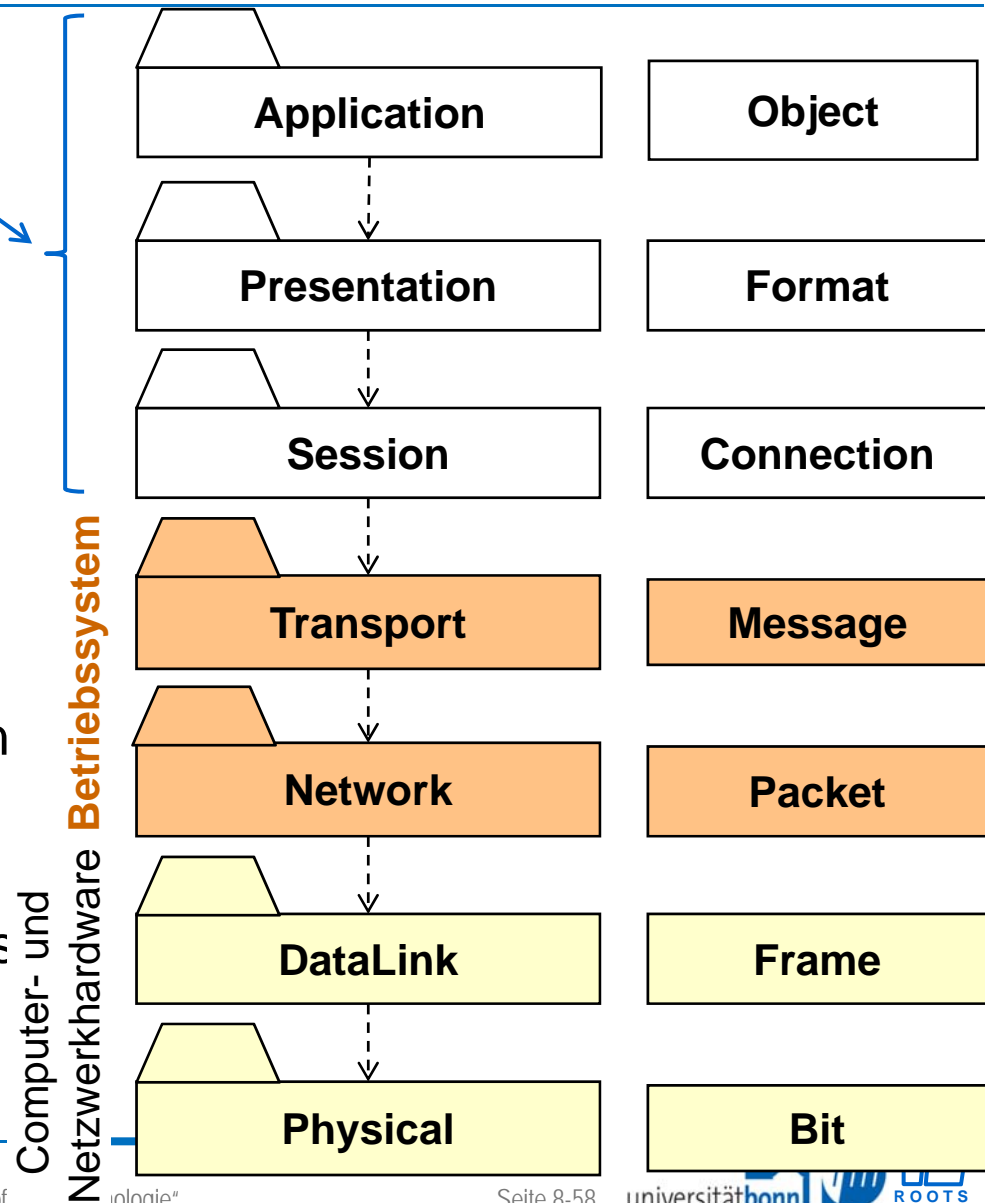 Application
Object
Presentation
Format
Session
Connection
Betriebssystem
Transport
Message
Network
Packet
Computer- und
Netzwerkhardware
DataLink
Frame
Physical
Bit
Seite 8-58
universitätbonn
ROOTS